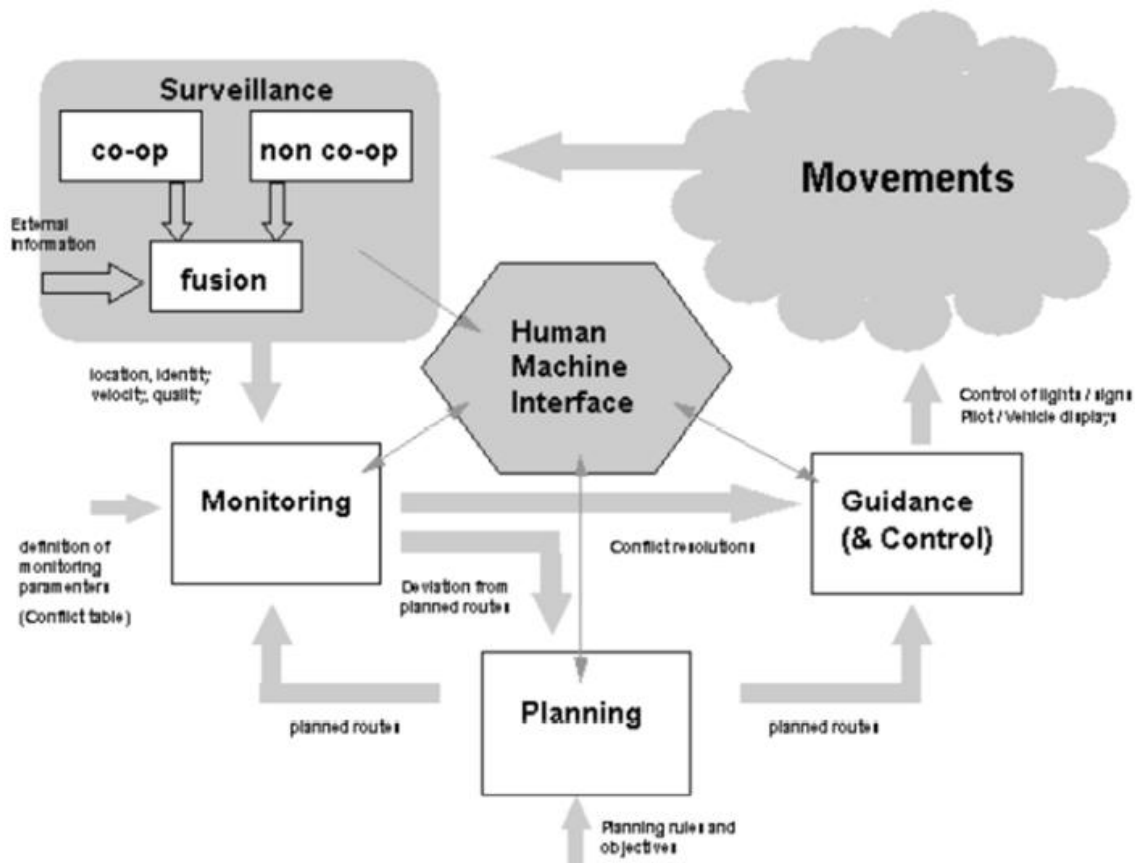 Surveillance
co-op
non co-op
External
information
fusion
Movements
Human
Machine
Interface
location, identity,
velocity, quality
Control of lights / signs
Pilot / Vehicle displays
Monitoring
Guidance
(& Control)
definition of
monitoring
paramenters
(Conflict table)
Conflict resolutions
Deviation from
planned routes
Planning
planned routes
planned routes
Planning rules and
objectives